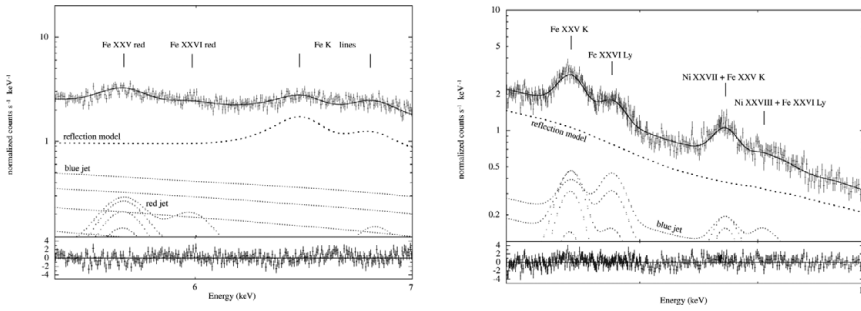 Fe XXV red
Fe XXVI red
Fe K lines
10
1
normalized counts s⁻¹ keV⁻¹
reflection model
blue jet
red jet
4
2
0
-2
-4
6
7
Energy (keV)
Fe XXV K
Fe XXVI Ly
Ni XXVII + Fe XXV K
Ni XXVIII + Fe XXVI Ly
10
5
2
1
0.5
0.2
normalized counts s⁻¹ keV⁻¹
reflection model
blue jet
4
2
0
-2
-4
Energy (keV)